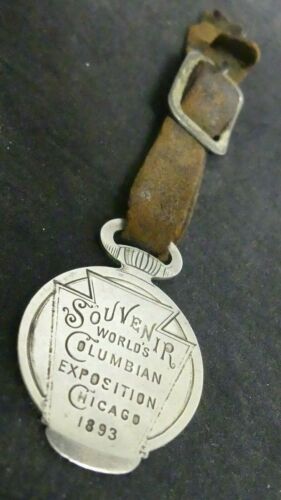 SOUVENIR
WORLD'S
COLUMBIAN
EXPOSITION
CHICAGO
1893